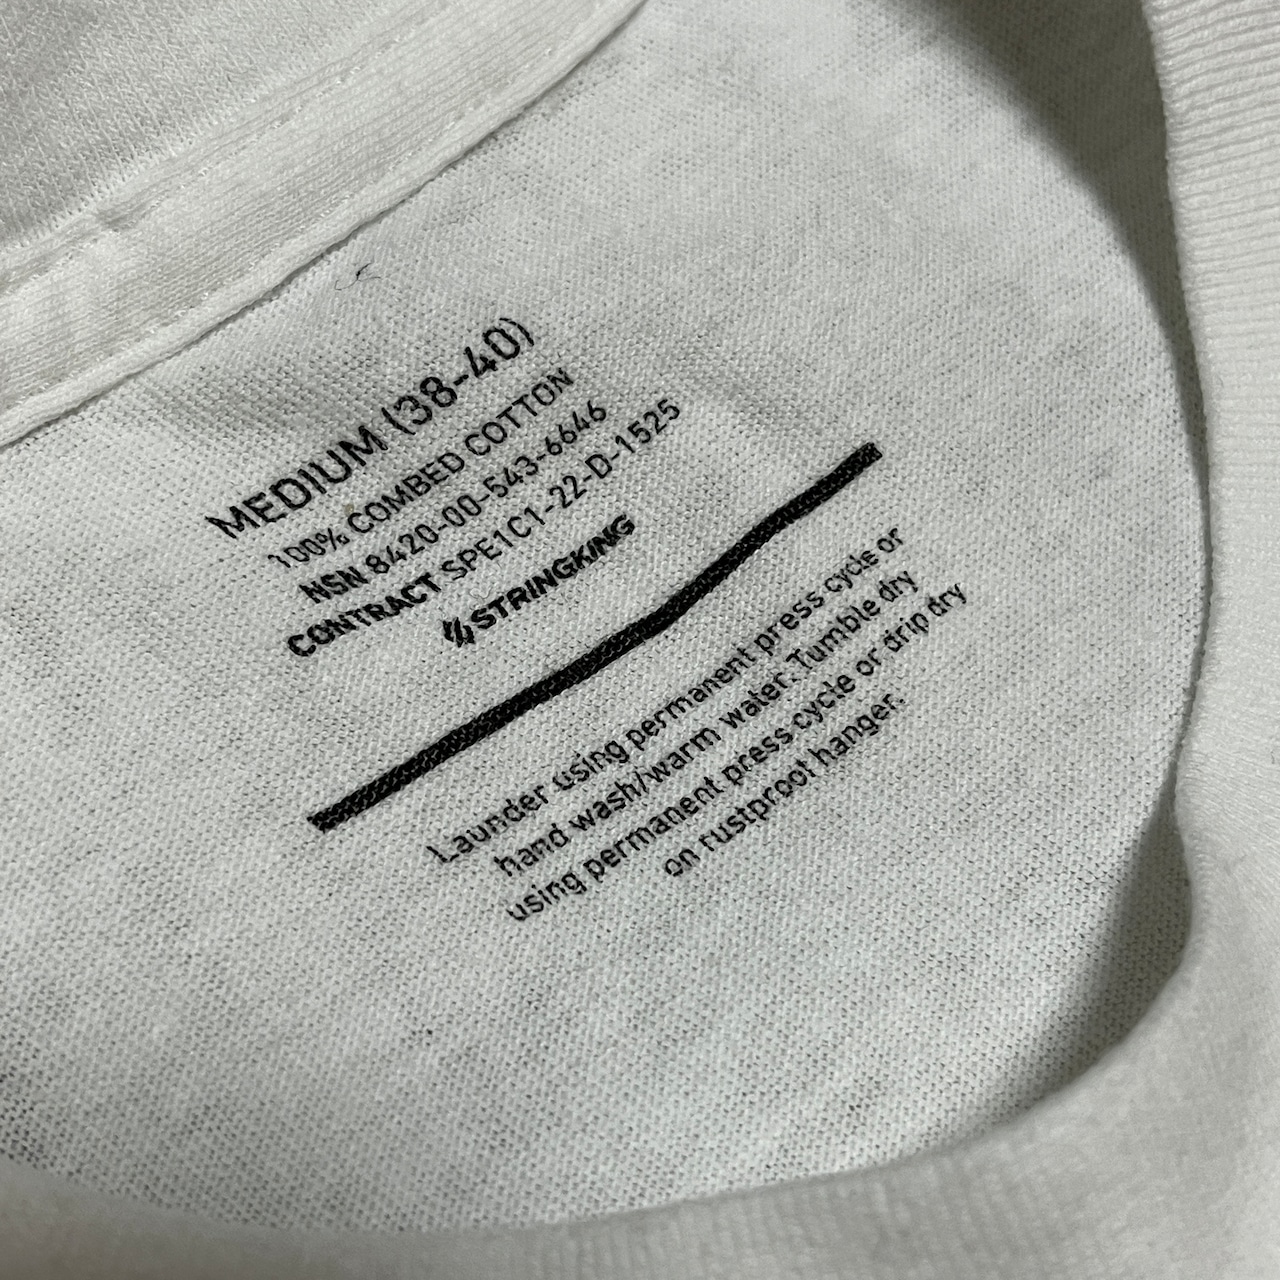 MEDIUM (38-40)
100% COMBED COTTON
NSN 8420-00-543-6646
CONTRACT SPE1C1-22-D-1525
STRINGKING
Launder using permanent press cycle or
hand wash/warm water. Tumble dry
using permanent press cycle or drip dry
on rustproof hanger.